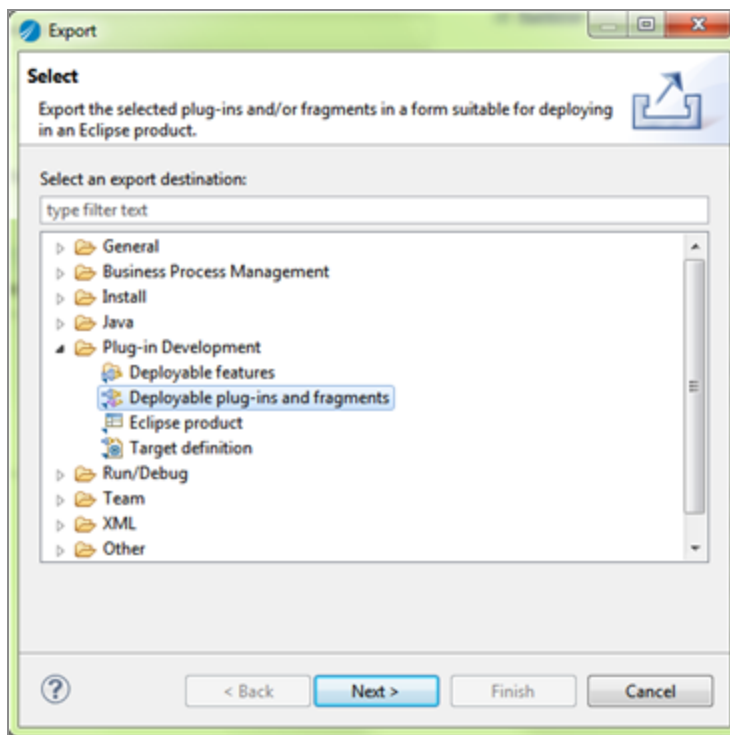 Export
Select
Export the selected plug-ins and/or fragments in a form suitable for deploying
in an Eclipse product.
Select an export destination:
type filter text
General
Business Process Management
Install
Java
Plug-in Development
Deployable features
Deployable plug-ins and fragments
Eclipse product
Target definition
Run/Debug
Team
XML
Other
?
< Back Next > Finish Cancel